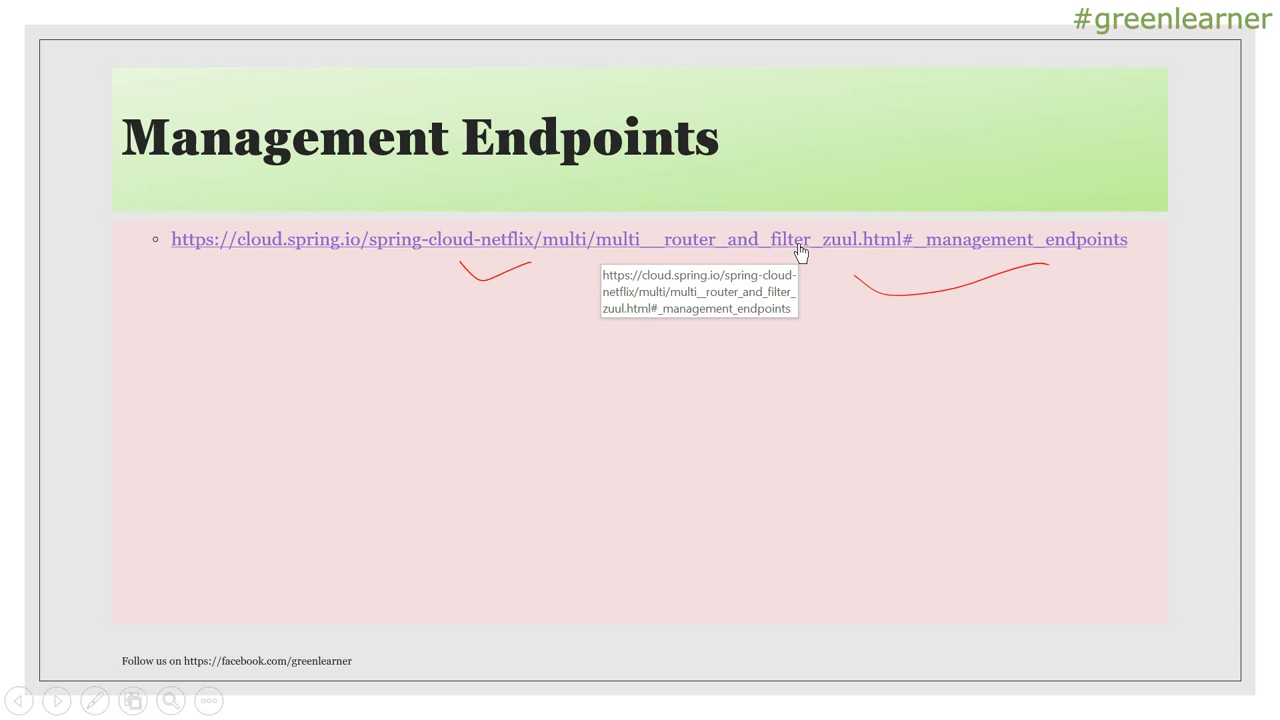 #greenlearner
Management Endpoints
https://cloud.spring.io/spring-cloud-netflix/multi/multi__router_and_filter_zuul.html#_management_endpoints
https://cloud.spring.io/spring-cloud-
netflix/multi/multi__router_and_filter_
zuul.html#_management_endpoints
Follow us on https://facebook.com/greenlearner